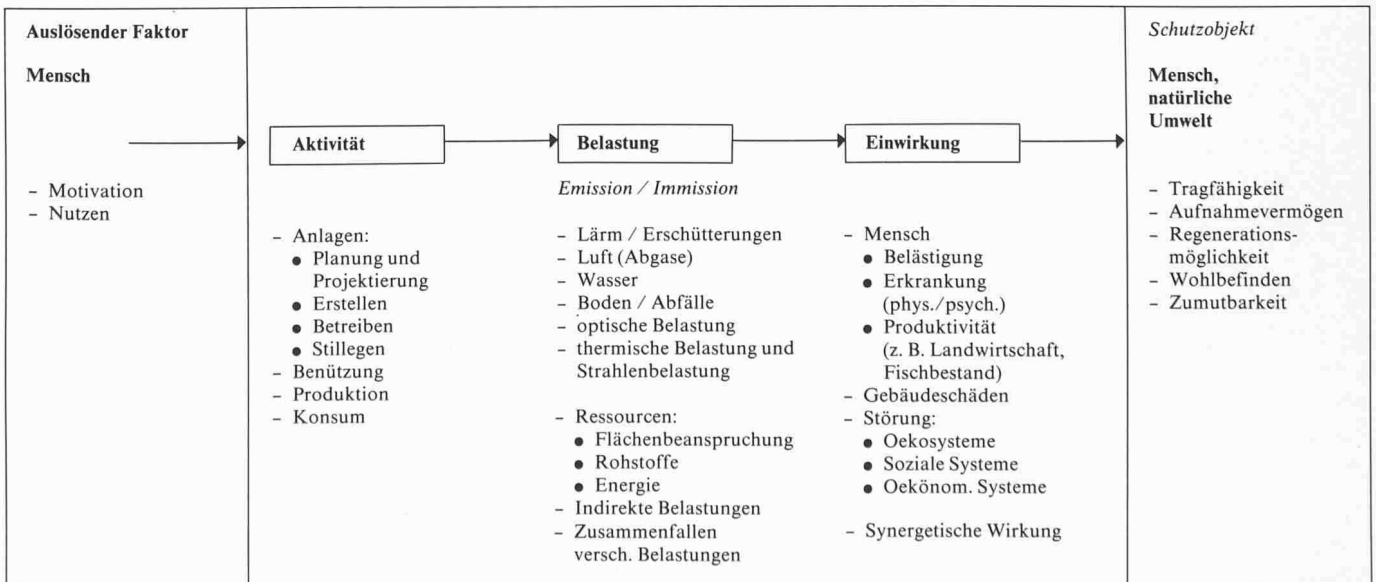 Auslösender Faktor
Mensch
– Motivation
– Nutzen
Aktivität
– Anlagen:
● Planung und
Projektierung
● Erstellen
● Betreiben
● Stillegen
– Benützung
– Produktion
– Konsum
Belastung
Emission / Immission
– Lärm / Erschütterungen
– Luft (Abgase)
– Wasser
– Boden / Abfälle
– optische Belastung
– thermische Belastung und
Strahlenbelastung
– Ressourcen:
● Flächenbeanspruchung
● Rohstoffe
● Energie
– Indirekte Belastungen
– Zusammenfallen
versch. Belastungen
Einwirkung
– Mensch
● Belästigung
● Erkrankung
(phys./psych.)
● Produktivität
(z. B. Landwirtschaft,
Fischbestand)
– Gebäudeschäden
– Störung:
● Oekosysteme
● Soziale Systeme
● Oekönom. Systeme
– Synergetische Wirkung
Schutzobjekt
Mensch,
natürliche
Umwelt
– Tragfähigkeit
– Aufnahmevermögen
– Regenerations-
möglichkeit
– Wohlbefinden
– Zumutbarkeit